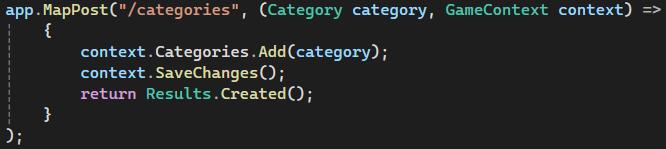 app.MapPost("/categories", (Category category, GameContext context) =>
    {
        context.Categories.Add(category);
        context.SaveChanges();
        return Results.Created();
    }
);